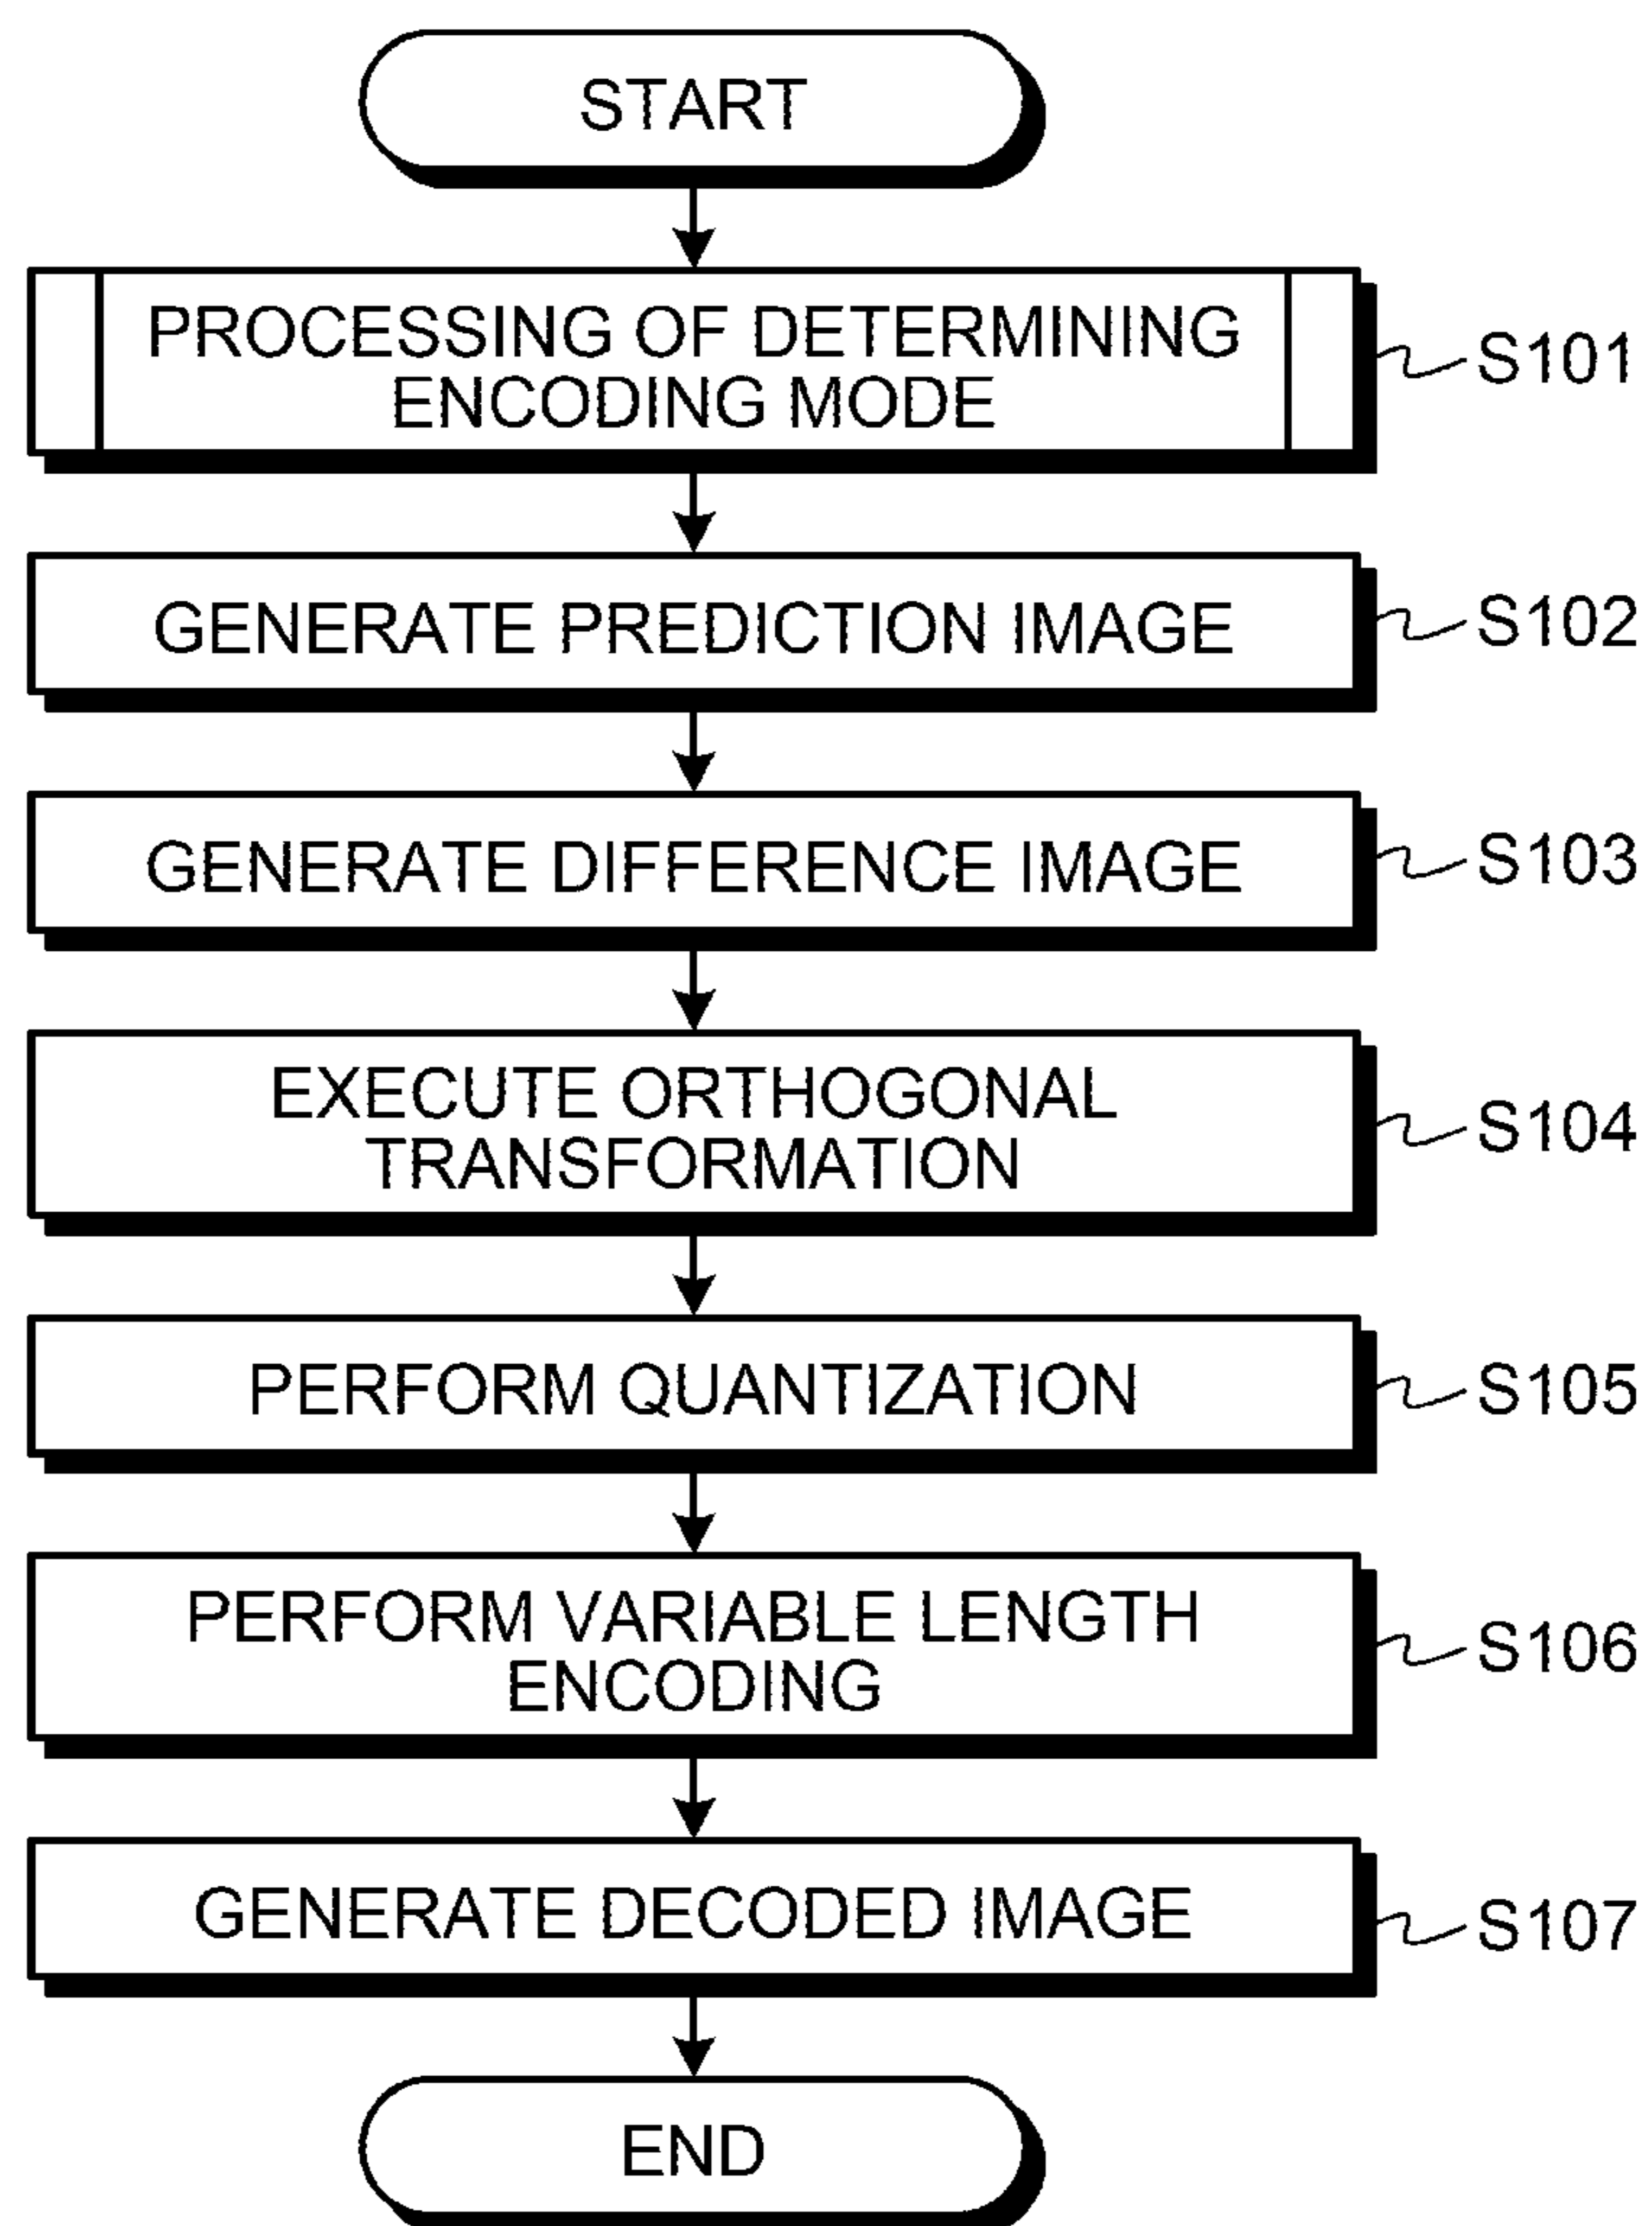 START
PROCESSING OF DETERMINING
ENCODING MODE
S101
GENERATE PREDICTION IMAGE
S102
GENERATE DIFFERENCE IMAGE
S103
EXECUTE ORTHOGONAL
TRANSFORMATION
S104
PERFORM QUANTIZATION
S105
PERFORM VARIABLE LENGTH
ENCODING
S106
GENERATE DECODED IMAGE
S107
END